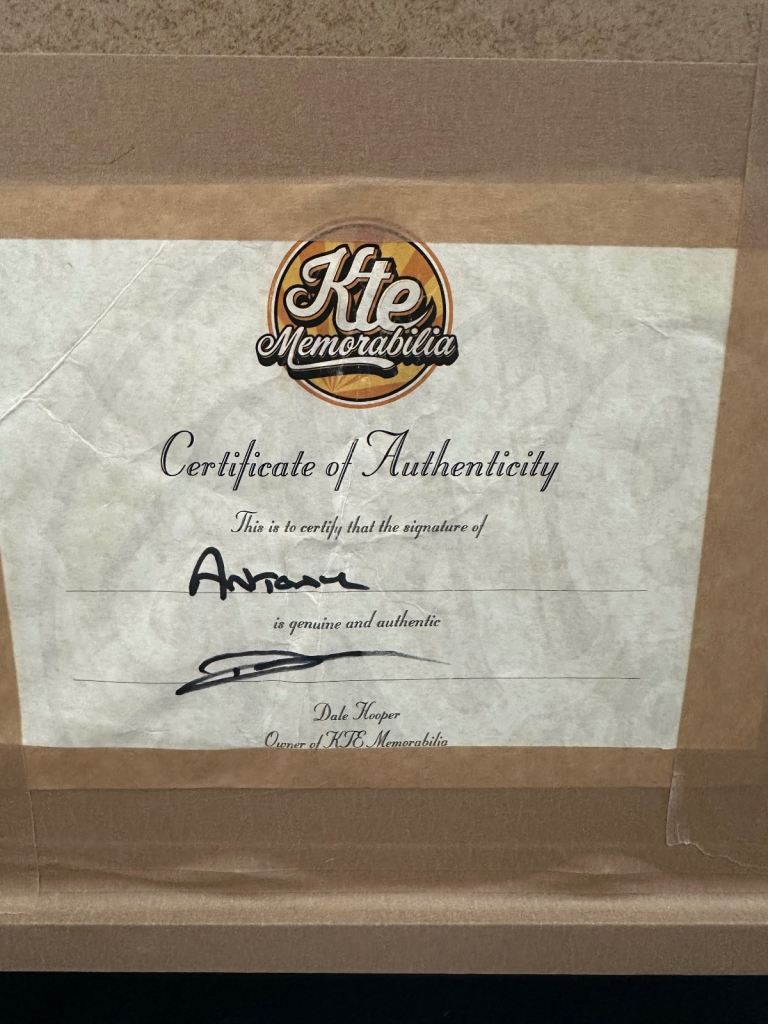 Kte
Memorabilia
Certificate of Authenticity
This is to certify that the signature of
is genuine and authentic
Dale Hooper
Owner of KTE Memorabilia